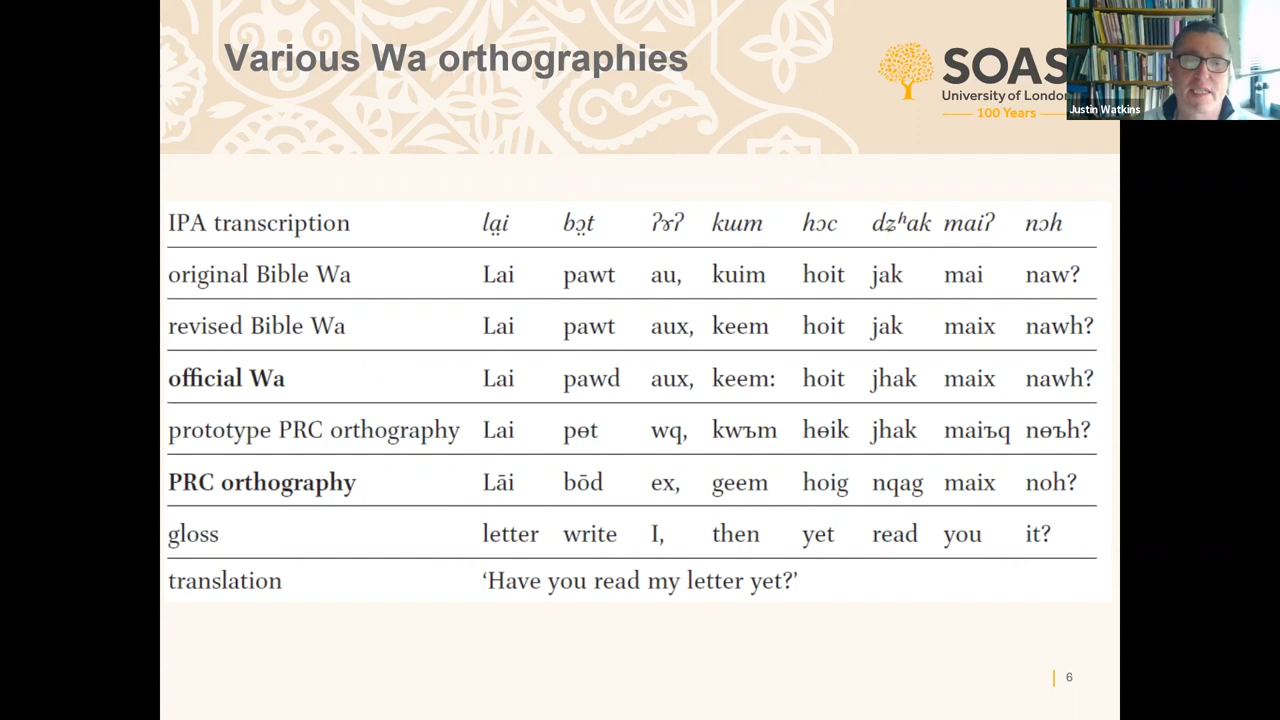 Various Wa orthographies
SOAS
University of London
100 Years
Justin Watkins
IPA transcription la̤i bɔ̤t ʔɤʔ kɯm hɔc dʑʰak maiʔ nɔh
original Bible Wa Lai pawt au, kuim hoit jak mai naw?
revised Bible Wa Lai pawt aux, keem hoit jak maix nawh?
official Wa Lai pawd aux, keem: hoit jhak maix nawh?
prototype PRC orthography Lai pɵt wq, kwъm hɵik jhak maiъq nɵъh?
PRC orthography Lāi bōd ex, geem hoig nqag maix noh?
gloss letter write I, then yet read you it?
translation ‘Have you read my letter yet?’
6